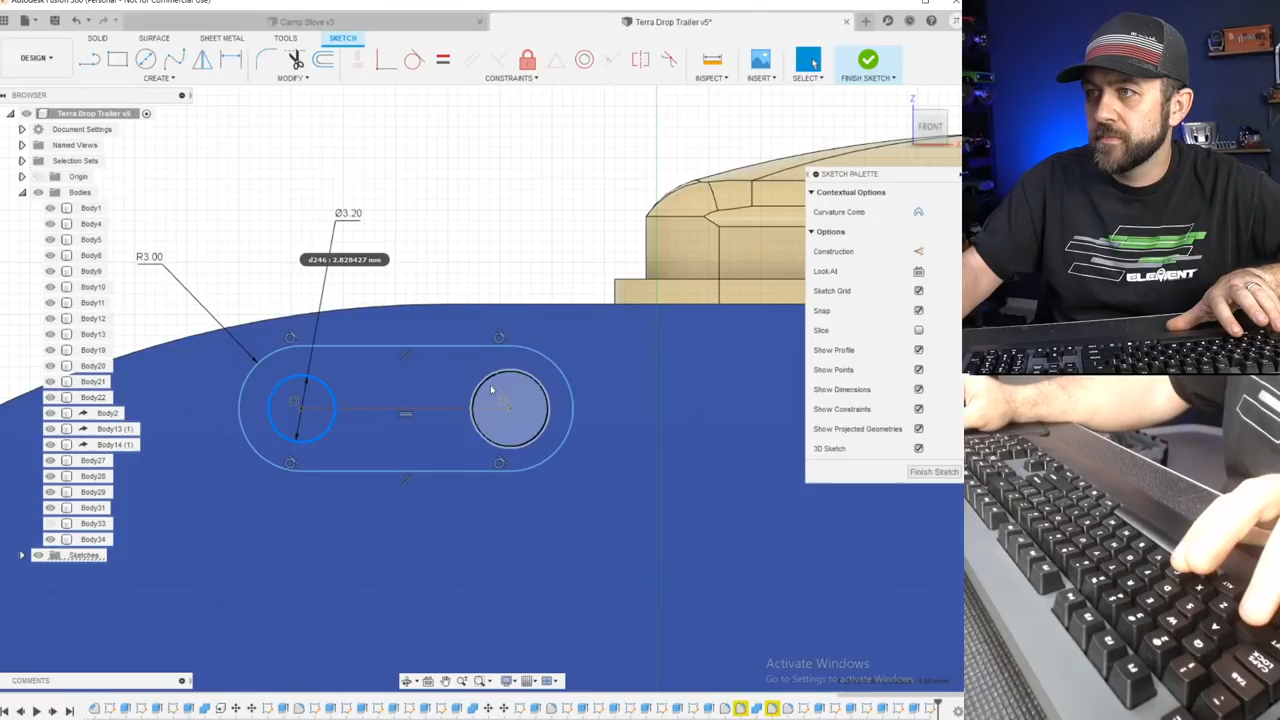 Autodesk Fusion 360 (Personal - Not for Commercial Use)
Camp Stove v3
Terra Drop Trailer v5*
JT
DESIGN
SOLID
SURFACE
SHEET METAL
UTILITIES
TOOLS
SKETCH
CREATE
MODIFY
CONSTRAINTS
INSPECT
INSERT
SELECT
FINISH SKETCH
BROWSER
Terra Drop Trailer v5
Document Settings
Named Views
Selection Sets
Origin
Bodies
Body1
Body4
Body5
Body8
Body9
Body10
Body11
Body12
Body13
Body19
Body20
Body21
Body22
Body2
Body13 (1)
Body14 (1)
Body27
Body28
Body29
Body31
Body33
Body34
Sketches
COMMENTS
R3.00
Ø3.20
d246 : 2.828427 mm
Z
FRONT
X
SKETCH PALETTE
Contextual Options
Curvature Comb
Options
Construction
Look At
Sketch Grid
Snap
Slice
Show Profile
Show Points
Show Dimensions
Show Constraints
Show Projected Geometries
3D Sketch
Finish Sketch
Activate Windows
Go to Settings to activate Windows.
ELEMENT